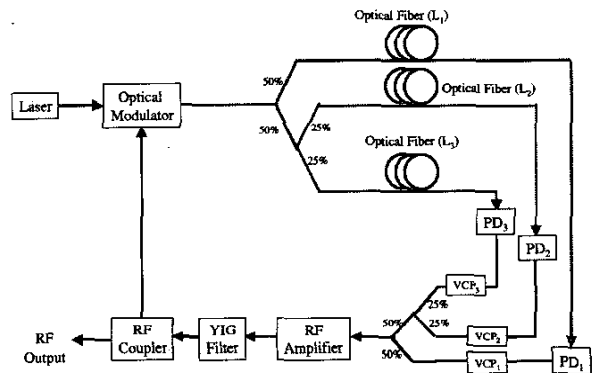 Optical Fiber (L1)
50%
Optical Fiber (L2)
Laser
Optical
Modulator
50%
25%
25%
Optical Fiber (L3)
PD3
PD2
VCP3
25%
50%
25%
VCP2
RF
Output
RF
Coupler
YIG
Filter
RF
Amplifier
50%
VCP1
PD1